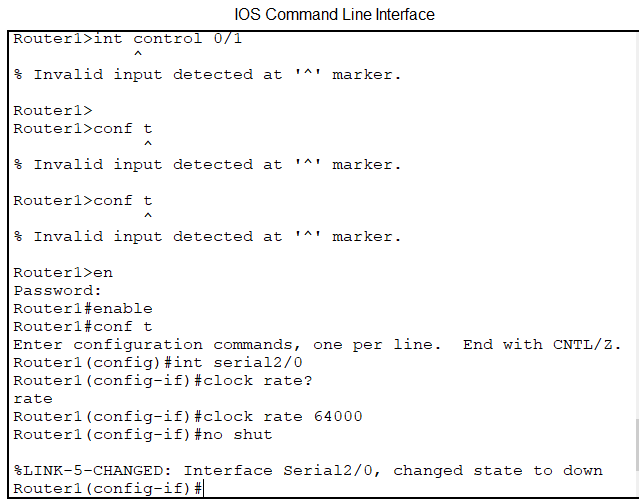 IOS Command Line Interface
Router1>int control 0/1
^
% Invalid input detected at '^' marker.
Router1>
Router1>conf t
^
% Invalid input detected at '^' marker.
Router1>conf t
^
% Invalid input detected at '^' marker.
Router1>en
Password:
Router1#enable
Router1#conf t
Enter configuration commands, one per line.  End with CNTL/Z.
Router1(config)#int serial2/0
Router1(config-if)#clock rate?
rate
Router1(config-if)#clock rate 64000
Router1(config-if)#no shut
%LINK-5-CHANGED: Interface Serial2/0, changed state to down
Router1(config-if)#